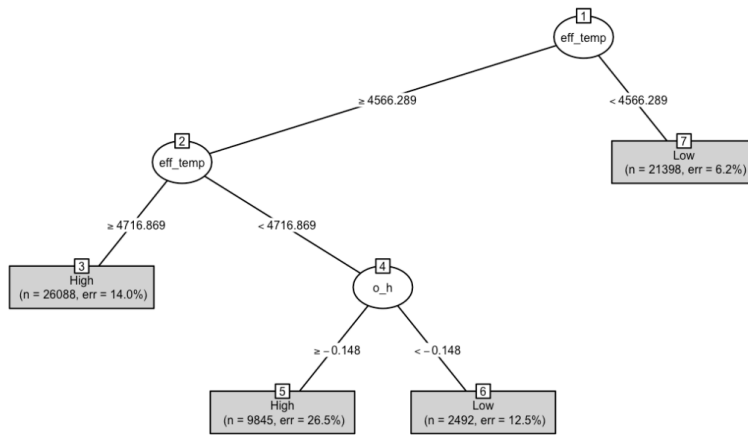 1
eff_temp
≥ 4566.289
< 4566.289
2
eff_temp
7
Low
(n = 21398, err = 6.2%)
≥ 4716.869
< 4716.869
3
High
(n = 26088, err = 14.0%)
4
o_h
≥ −0.148
< −0.148
5
High
(n = 9845, err = 26.5%)
6
Low
(n = 2492, err = 12.5%)